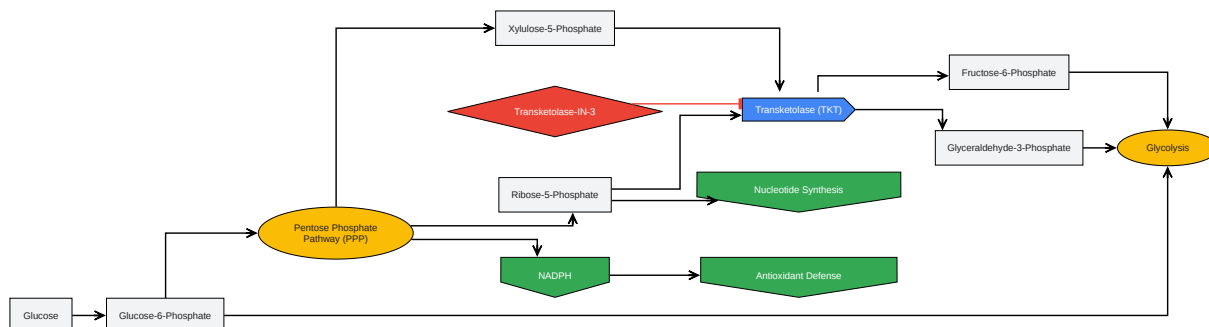 Xylulose-5-Phosphate
Fructose-6-Phosphate
Transketolase-IN-3
Transketolase (TKT)
Glyceraldehyde-3-Phosphate
Glycolysis
Ribose-5-Phosphate
Nucleotide Synthesis
Pentose Phosphate
Pathway (PPP)
NADPH
Antioxidant Defense
Glucose
Glucose-6-Phosphate